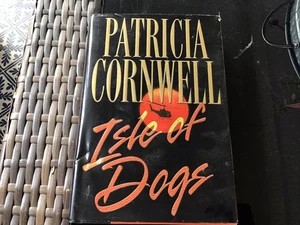 PATRICIA
CORNWELL
Isle of
Dogs